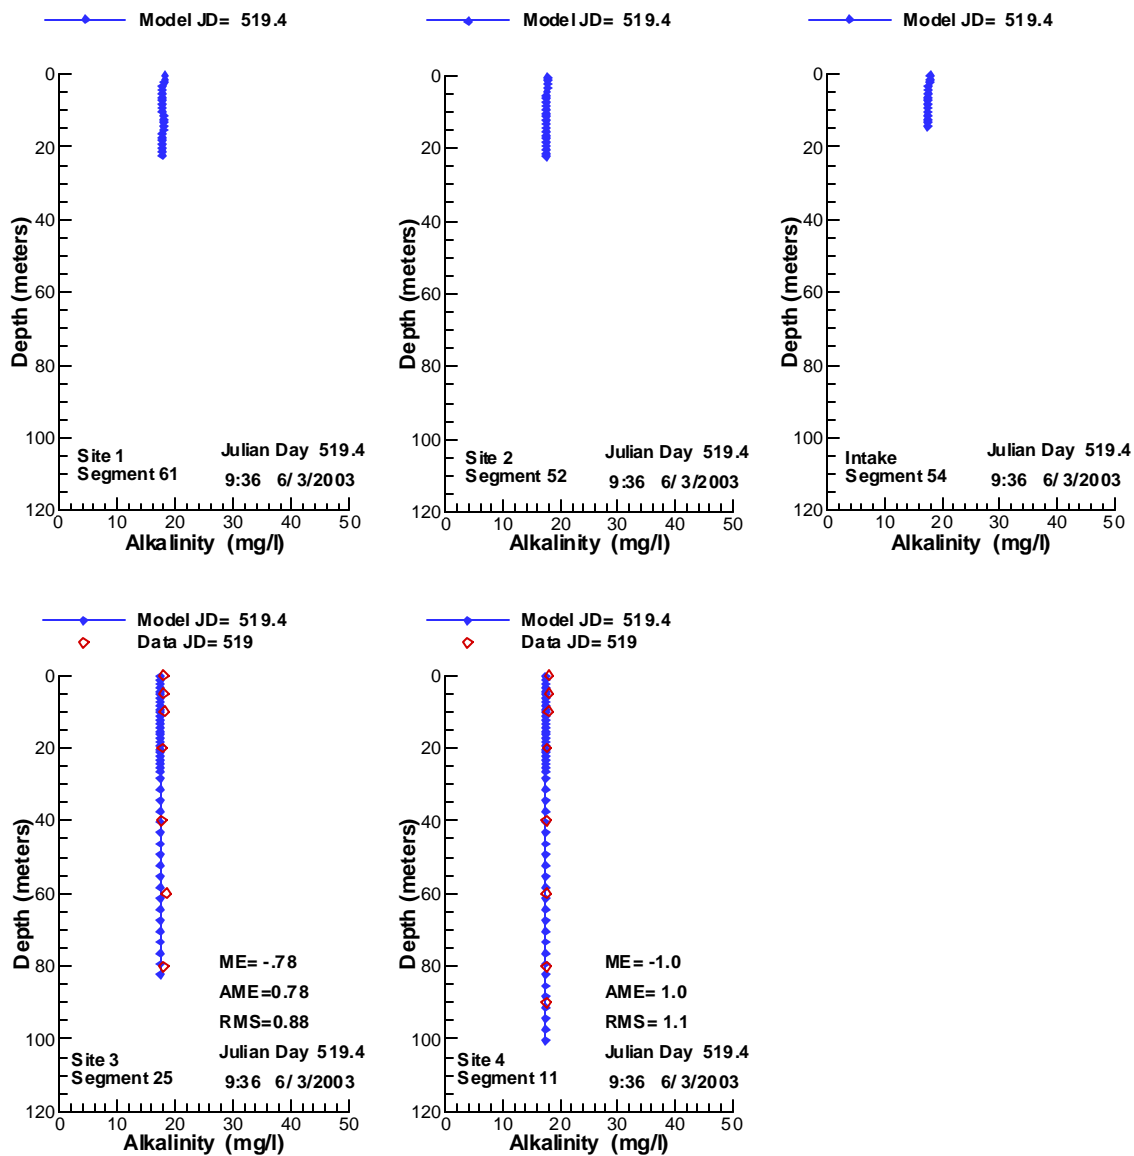 Model JD= 519.4
0
20
40
60
80
100
120
Depth (meters)
Site 1
Segment 61
Julian Day 519.4
9:36 6/ 3/2003
0 10 20 30 40 50
Alkalinity (mg/l)
Model JD= 519.4
0
20
40
60
80
100
120
Depth (meters)
Site 2
Segment 52
Julian Day 519.4
9:36 6/ 3/2003
0 10 20 30 40 50
Alkalinity (mg/l)
Model JD= 519.4
0
20
40
60
80
100
120
Depth (meters)
Intake
Segment 54
Julian Day 519.4
9:36 6/ 3/2003
0 10 20 30 40 50
Alkalinity (mg/l)
Model JD= 519.4
Data JD= 519
0
20
40
60
80
100
120
Depth (meters)
ME= -.78
AME=0.78
RMS=0.88
Site 3
Segment 25
Julian Day 519.4
9:36 6/ 3/2003
0 10 20 30 40 50
Alkalinity (mg/l)
Model JD= 519.4
Data JD= 519
0
20
40
60
80
100
120
Depth (meters)
ME= -1.0
AME= 1.0
RMS= 1.1
Site 4
Segment 11
Julian Day 519.4
9:36 6/ 3/2003
0 10 20 30 40 50
Alkalinity (mg/l)